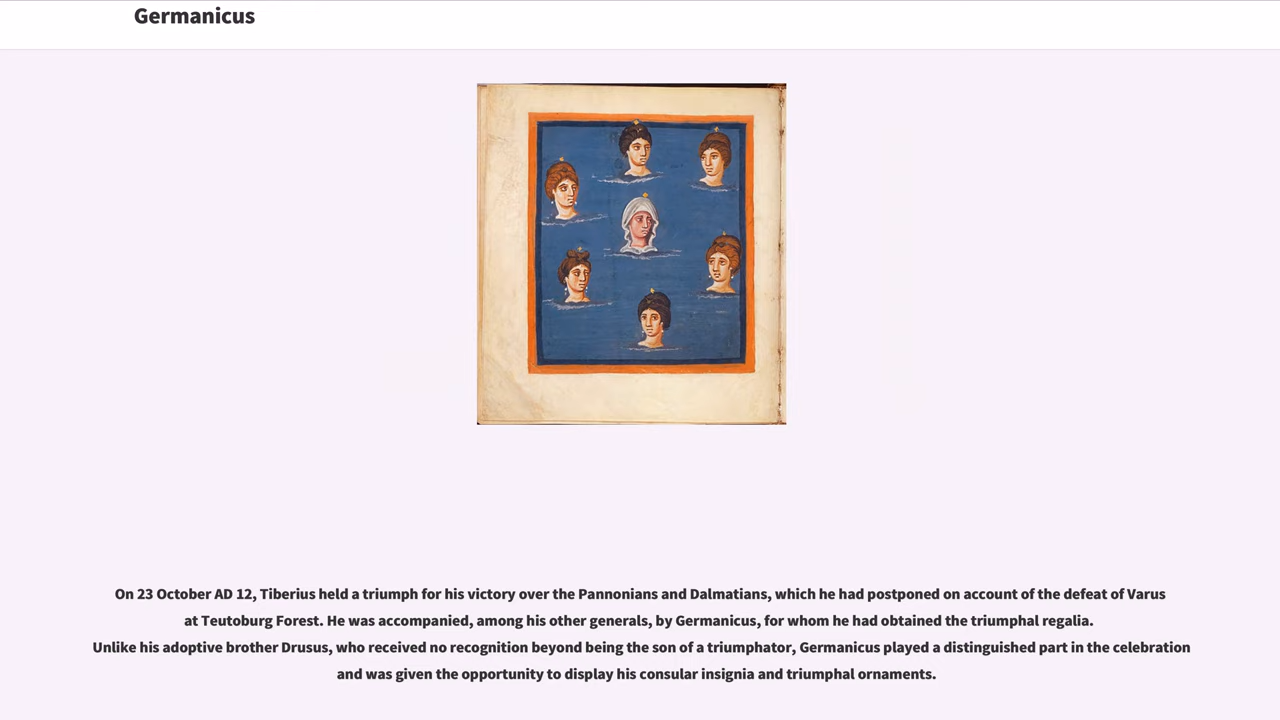 Germanicus
On 23 October AD 12, Tiberius held a triumph for his victory over the Pannonians and Dalmatians, which he had postponed on account of the defeat of Varus
at Teutoburg Forest. He was accompanied, among his other generals, by Germanicus, for whom he had obtained the triumphal regalia.
Unlike his adoptive brother Drusus, who received no recognition beyond being the son of a triumphator, Germanicus played a distinguished part in the celebration
and was given the opportunity to display his consular insignia and triumphal ornaments.